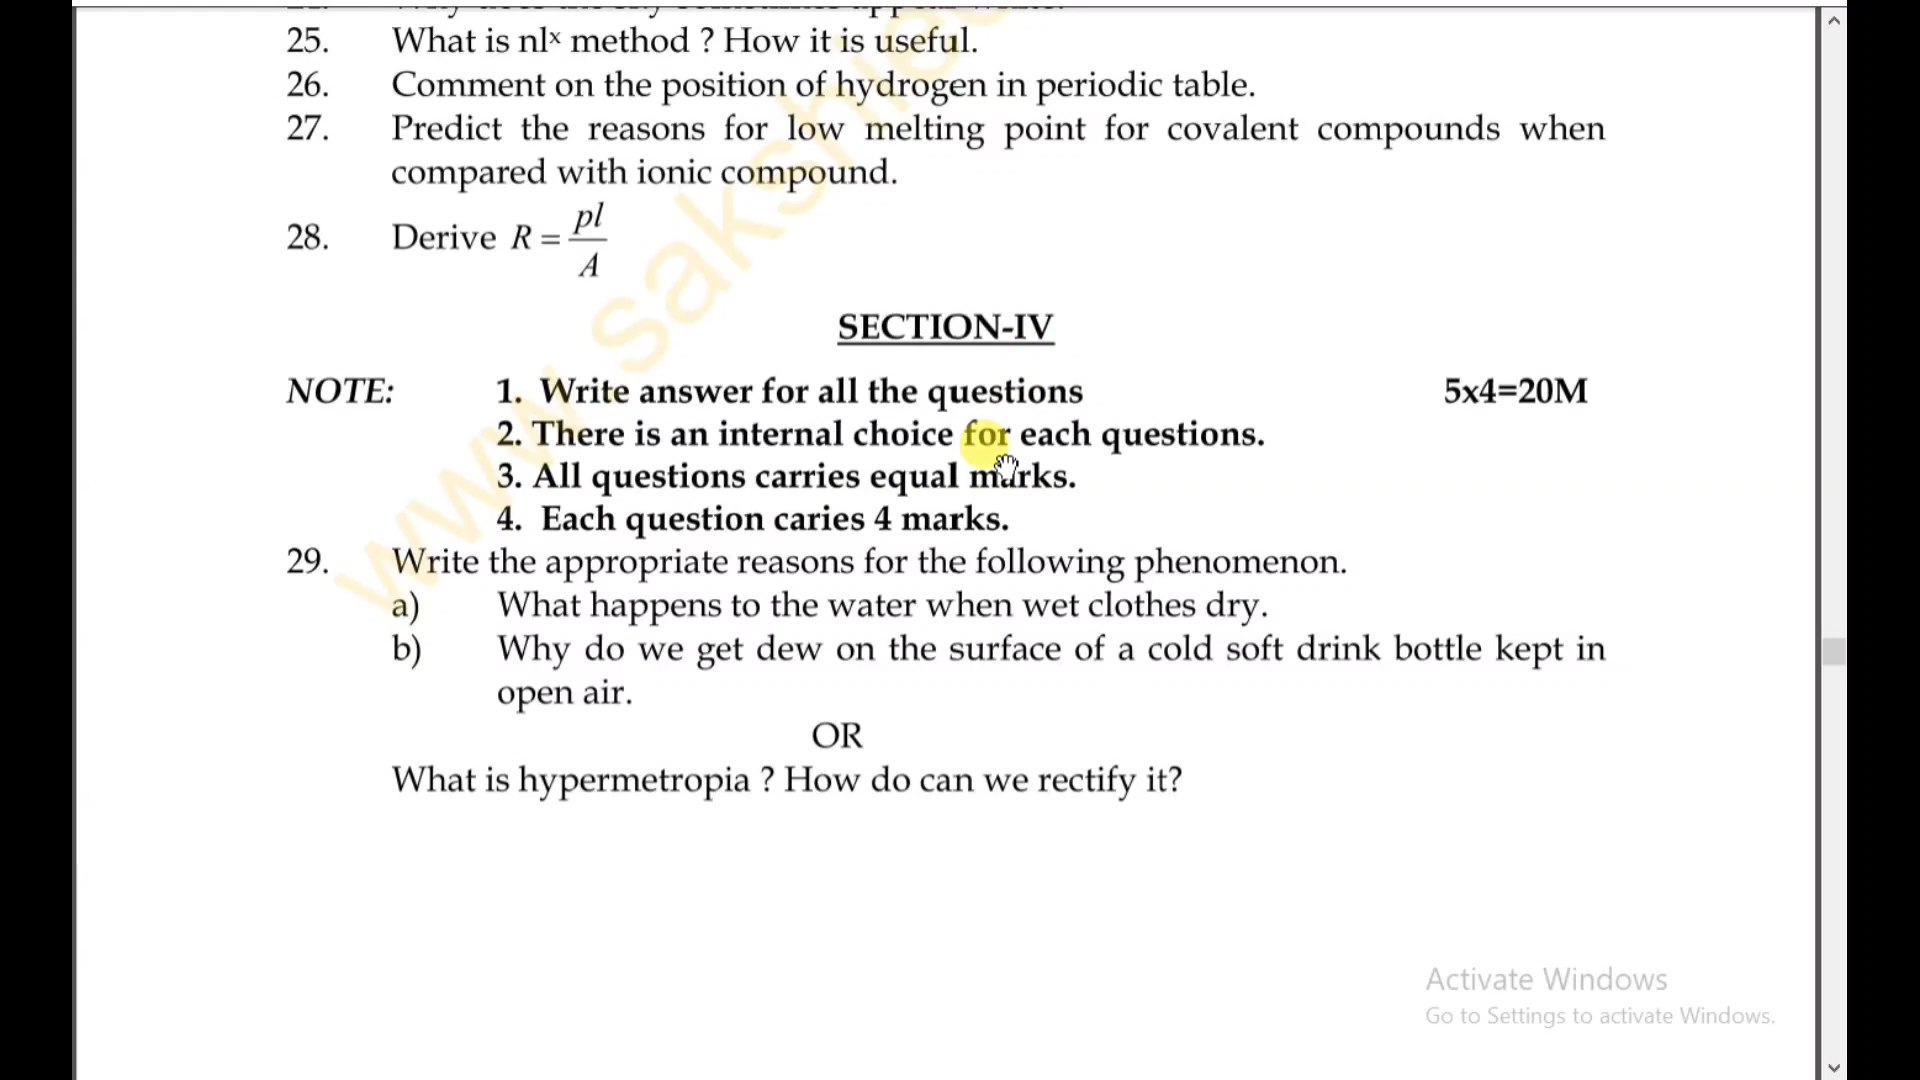 25. What is nlˣ method ? How it is useful.
26. Comment on the position of hydrogen in periodic table.
27. Predict the reasons for low melting point for covalent compounds when
compared with ionic compound.
28. Derive R = pl/A
SECTION-IV
NOTE: 1. Write answer for all the questions 5x4=20M
2. There is an internal choice for each questions.
3. All questions carries equal marks.
4. Each question caries 4 marks.
29. Write the appropriate reasons for the following phenomenon.
a) What happens to the water when wet clothes dry.
b) Why do we get dew on the surface of a cold soft drink bottle kept in
open air.
OR
What is hypermetropia ? How do can we rectify it?
Activate Windows
Go to Settings to activate Windows.